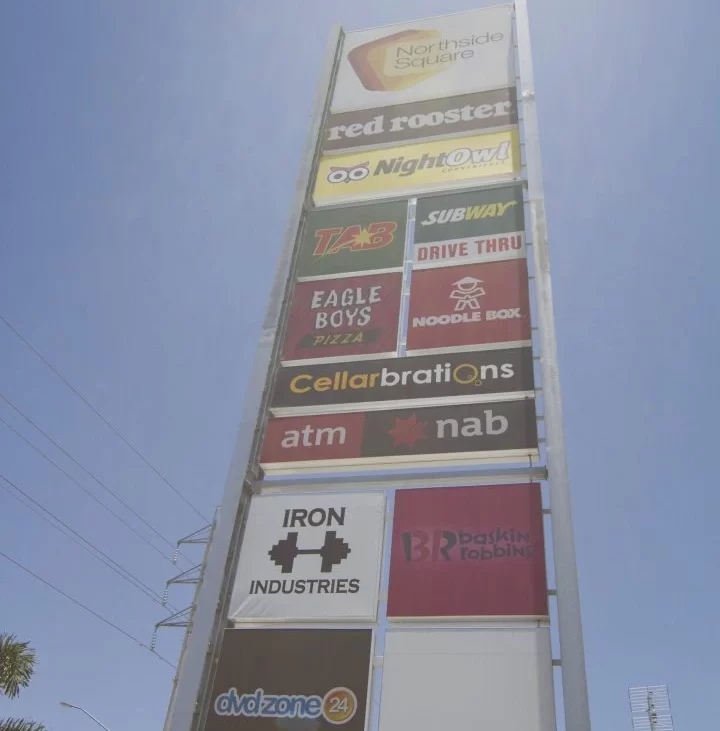 Northside
Square
red rooster
NightOwl
CONVENIENCE
TAB
SUBWAY
DRIVE THRU
EAGLE
BOYS
PIZZA
NOODLE BOX
Cellarbrations
atm nab
IRON
INDUSTRIES
BR baskin
robbins
dvdzone 24